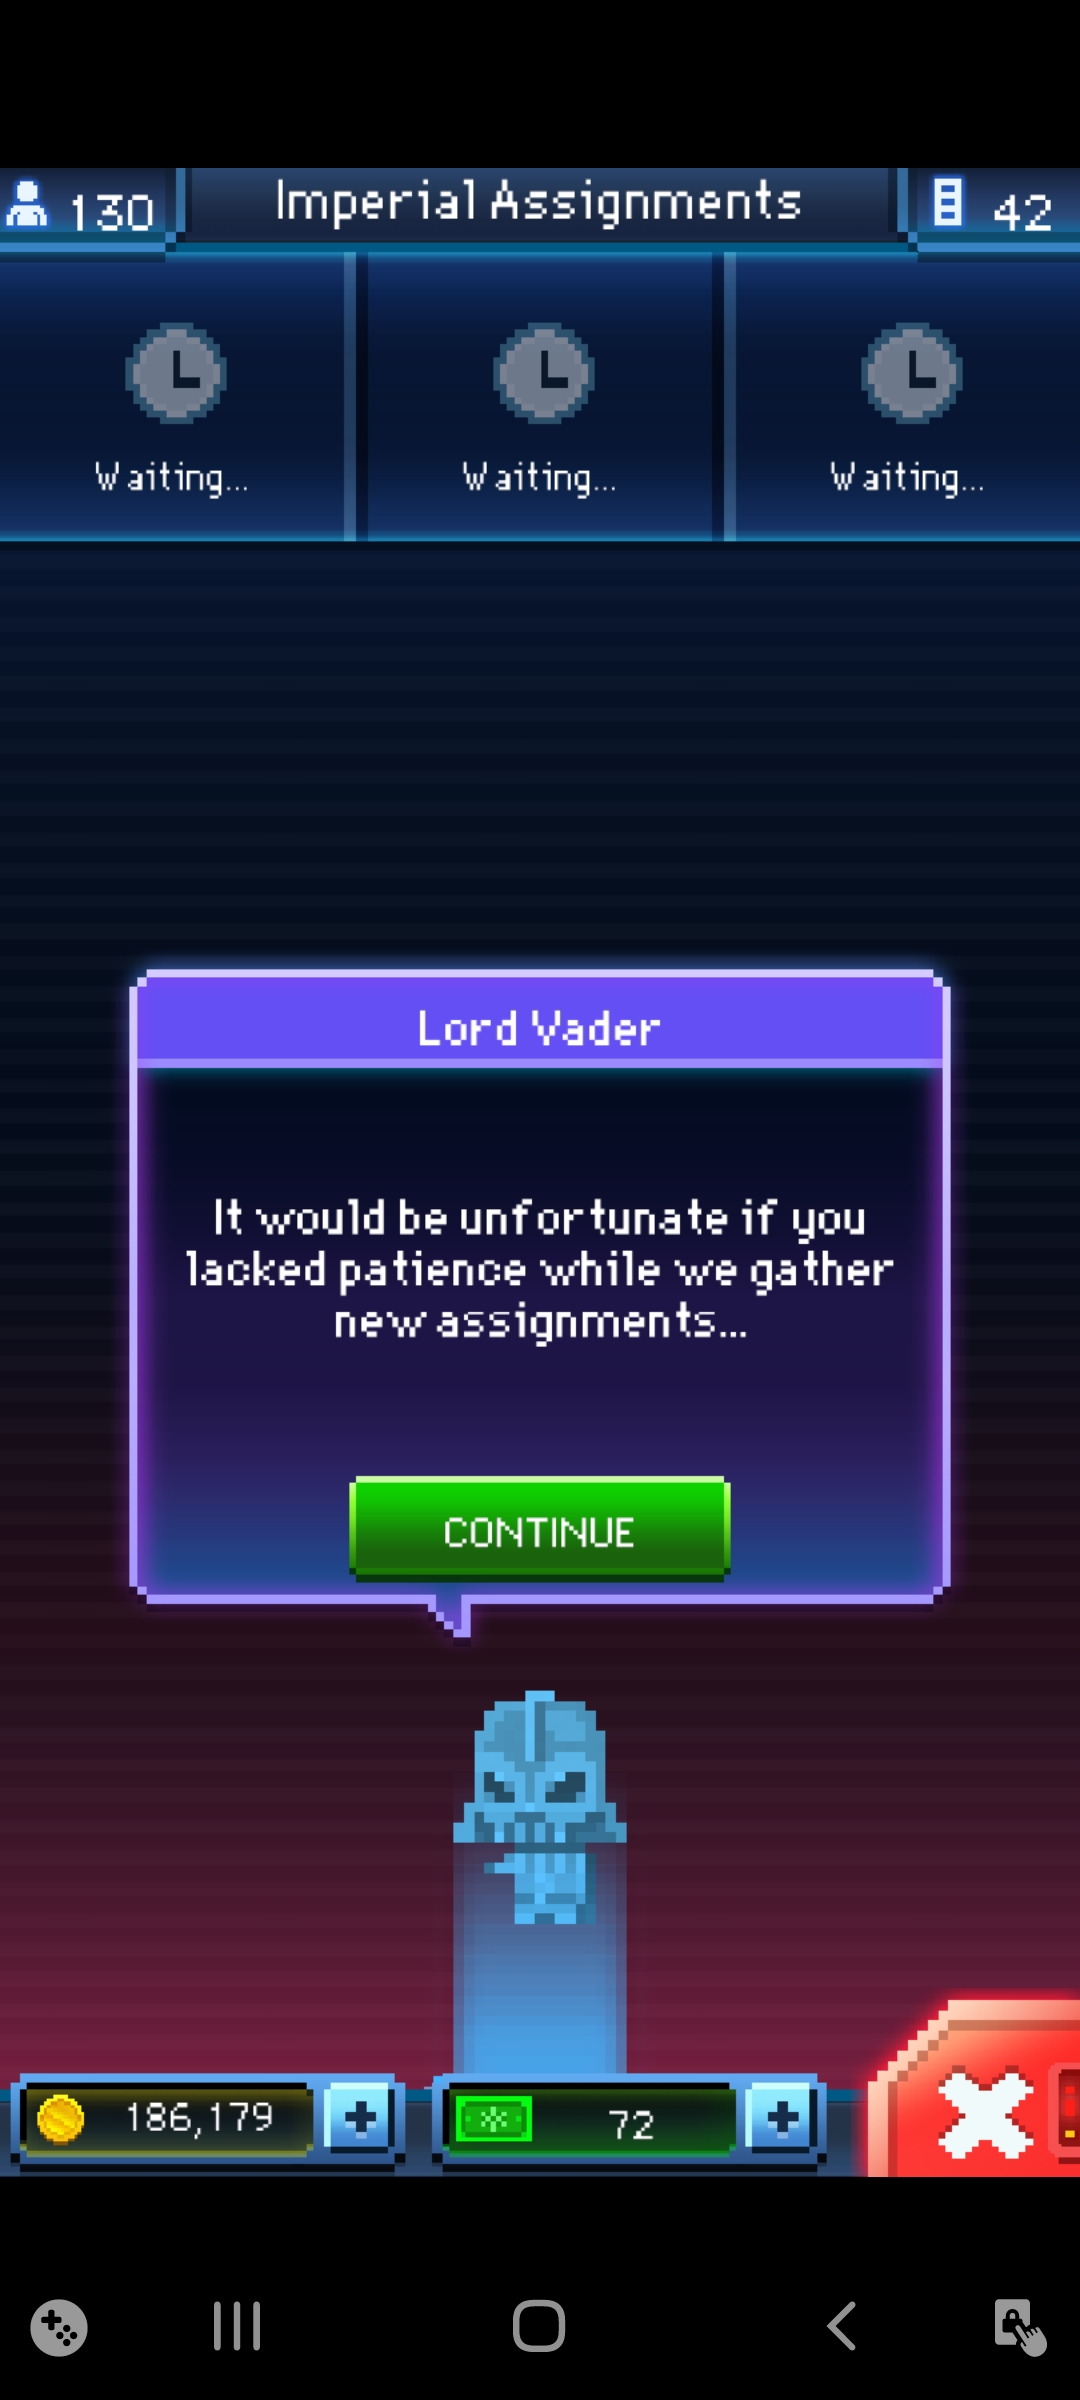 130 Imperial Assignments 42
Waiting... Waiting... Waiting...
Lord Vader
It would be unfortunate if you
lacked patience while we gather
new assignments...
CONTINUE
186,179 72